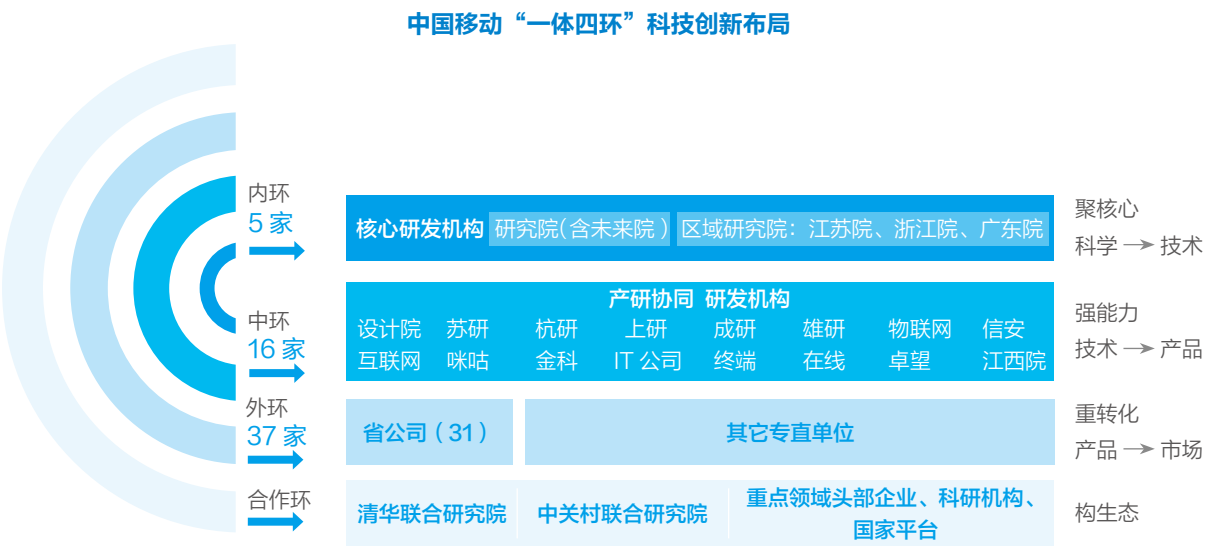 中国移动“一体四环”科技创新布局
内环
5 家
核心研发机构 研究院（含未来院） 区域研究院：江苏院、浙江院、广东院
聚核心
科学 → 技术
中环
16 家
产研协同 研发机构
设计院 苏研 杭研 上研 成研 雄研 物联网 信安
互联网 咪咕 金科 IT 公司 终端 在线 卓望 江西院
强能力
技术 → 产品
外环
37 家
省公司（31）
其它专直单位
重转化
产品 → 市场
合作环
清华联合研究院
中关村联合研究院
重点领域头部企业、科研机构、
国家平台
构生态